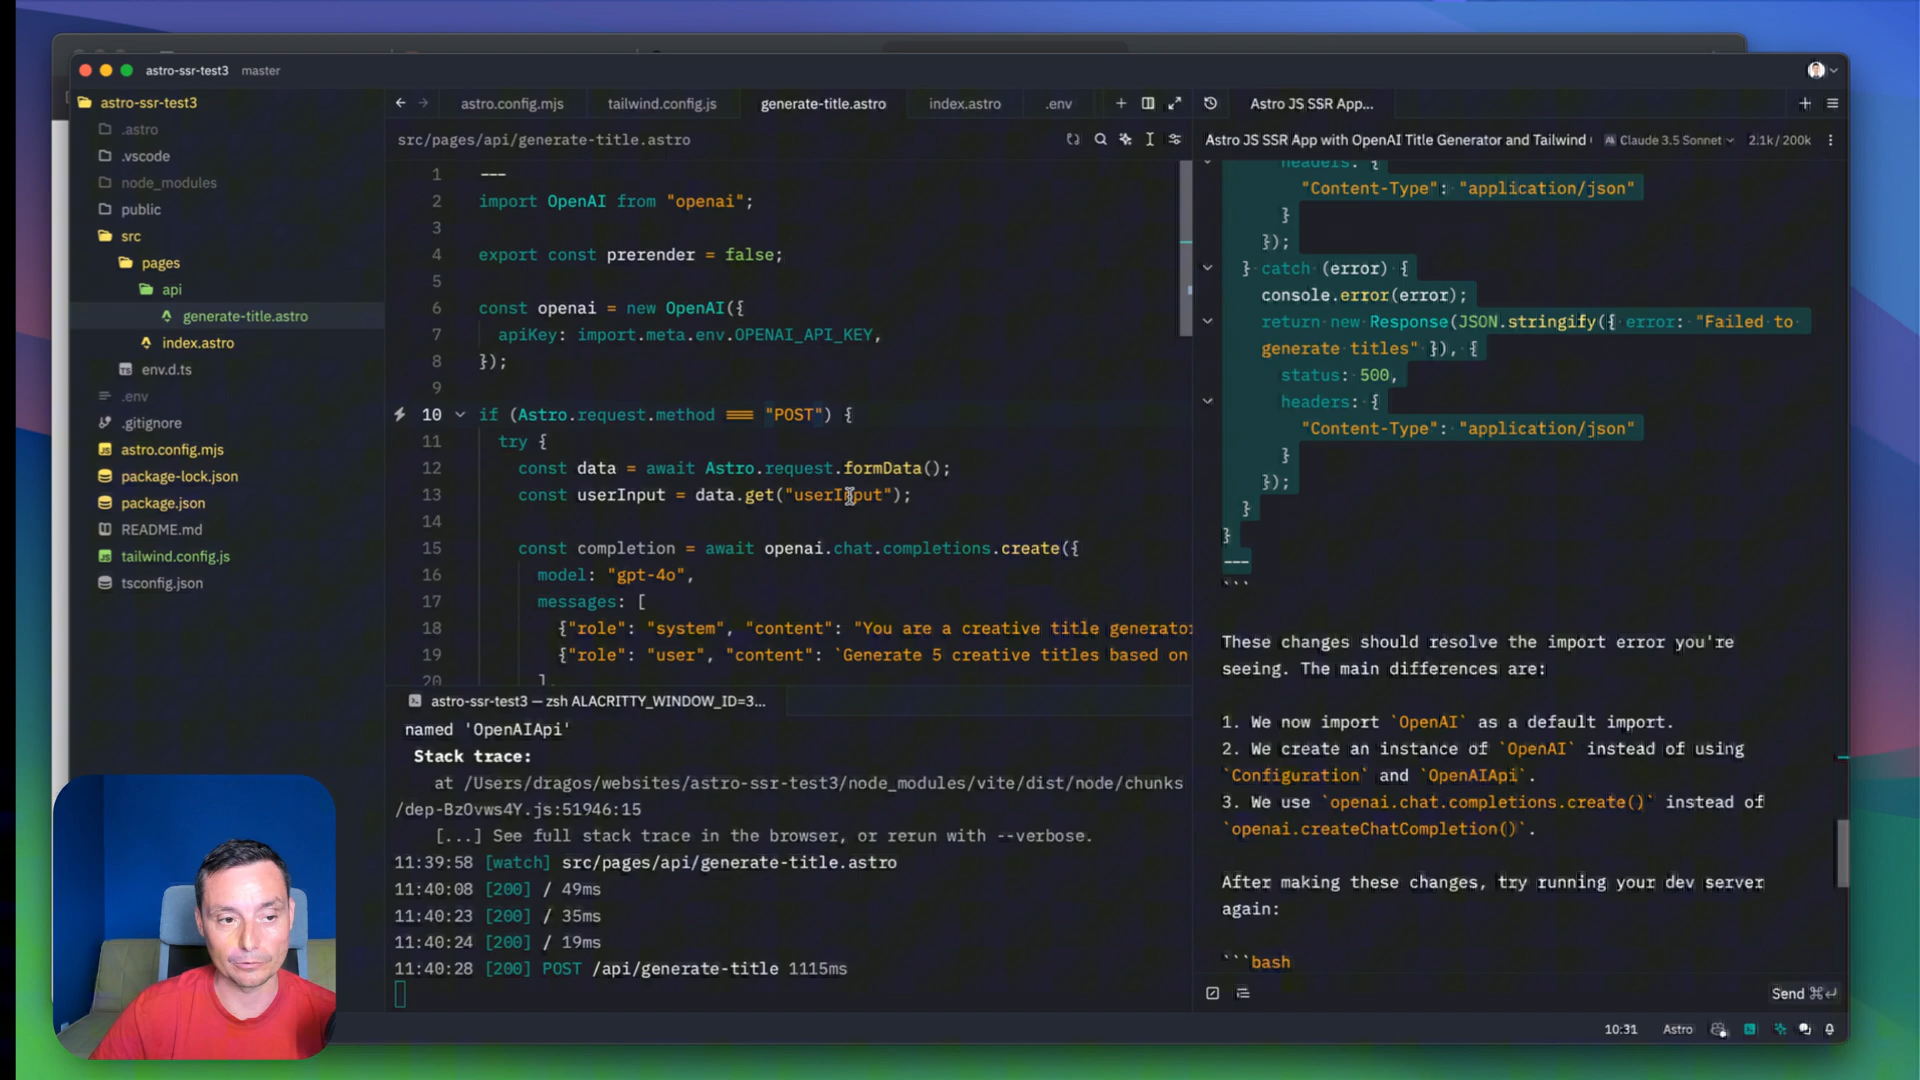 astro-ssr-test3 master
astro-ssr-test3
.astro
.vscode
node_modules
public
src
pages
api
generate-title.astro
index.astro
env.d.ts
.env
.gitignore
astro.config.mjs
package-lock.json
package.json
README.md
tailwind.config.js
tsconfig.json
astro.config.mjs tailwind.config.js generate-title.astro index.astro .env
src/pages/api/generate-title.astro
1 ---
2 import OpenAI from "openai";
3
4 export const prerender = false;
5
6 const openai = new OpenAI({
7 apiKey: import.meta.env.OPENAI_API_KEY,
8 });
9
10 if (Astro.request.method === "POST") {
11 try {
12 const data = await Astro.request.formData();
13 const userInput = data.get("userInput");
14
15 const completion = await openai.chat.completions.create({
16 model: "gpt-4o",
17 messages: [
18 {"role": "system", "content": "You are a creative title generator
19 {"role": "user", "content": `Generate 5 creative titles based on
20 ]
astro-ssr-test3 — zsh ALACRITTY_WINDOW_ID=3...
named 'OpenAIApi'
Stack trace:
at /Users/dragos/websites/astro-ssr-test3/node_modules/vite/dist/node/chunks
/dep-BzOvws4Y.js:51946:15
[...] See full stack trace in the browser, or rerun with --verbose.
11:39:58 [watch] src/pages/api/generate-title.astro
11:40:08 [200] / 49ms
11:40:23 [200] / 35ms
11:40:24 [200] / 19ms
11:40:28 [200] POST /api/generate-title 1115ms
Astro JS SSR App...
Astro JS SSR App with OpenAI Title Generator and Tailwind Claude 3.5 Sonnet 2.1k / 200k
headers: {
"Content-Type": "application/json"
}
});
} catch (error) {
console.error(error);
return new Response(JSON.stringify({ error: "Failed to
generate titles" }), {
status: 500,
headers: {
"Content-Type": "application/json"
}
});
}
}
---
```
These changes should resolve the import error you're
seeing. The main differences are:
1. We now import `OpenAI` as a default import.
2. We create an instance of `OpenAI` instead of using
`Configuration` and `OpenAIApi`.
3. We use `openai.chat.completions.create()` instead of
`openai.createChatCompletion()`.
After making these changes, try running your dev server
again:
```bash
Send ⌘↵
10:31 Astro